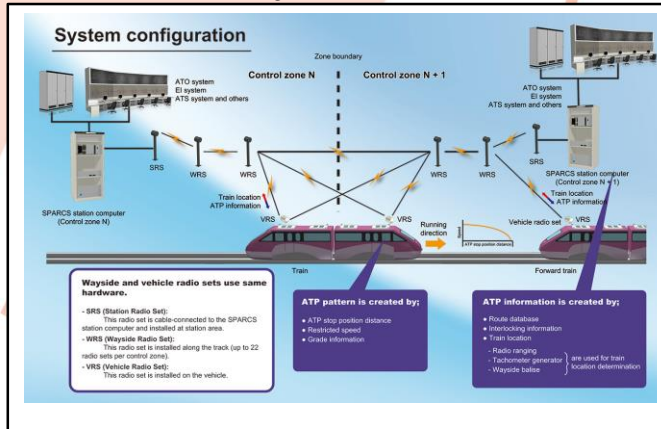 System configuration
Zone boundary
Control zone N
Control zone N + 1
ATO system
EI system
ATS system and others
ATO system
EI system
ATS system and others
SRS
WRS
WRS
WRS
WRS
SRS
SPARCS station computer
(Control zone N)
SPARCS station computer
(Control zone N + 1)
Train location
ATP information
VRS
VRS
Train location
ATP information
Vehicle radio set
VRS
Running
direction
Speed
ATP stop position distance
Train
Forward train
Wayside and vehicle radio sets use same
hardware.
- SRS (Station Radio Set):
This radio set is cable-connected to the SPARCS
station computer and installed at station area.
- WRS (Wayside Radio Set):
This radio set is installed along the track (up to 22
radio sets per control zone).
- VRS (Vehicle Radio Set):
This radio set is installed on the vehicle.
ATP pattern is created by;
• ATP stop position distance
• Restricted speed
• Grade information
ATP information is created by;
• Route database
• Interlocking information
• Train location
- Radio ranging
- Tachometer generator
- Wayside balise
are used for train
location determination